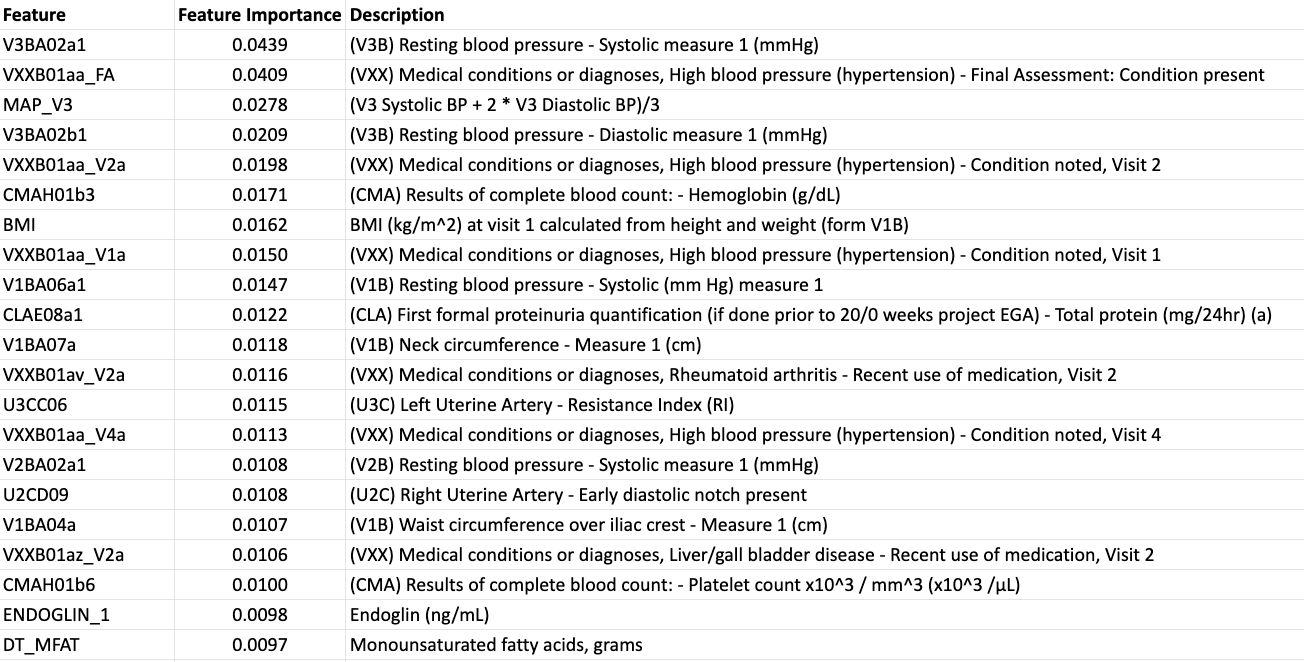 Feature Feature Importance Description
V3BA02a1 0.0439 (V3B) Resting blood pressure - Systolic measure 1 (mmHg)
VXXB01aa_FA 0.0409 (VXX) Medical conditions or diagnoses, High blood pressure (hypertension) - Final Assessment: Condition present
MAP_V3 0.0278 (V3 Systolic BP + 2 * V3 Diastolic BP)/3
V3BA02b1 0.0209 (V3B) Resting blood pressure - Diastolic measure 1 (mmHg)
VXXB01aa_V2a 0.0198 (VXX) Medical conditions or diagnoses, High blood pressure (hypertension) - Condition noted, Visit 2
CMAH01b3 0.0171 (CMA) Results of complete blood count: - Hemoglobin (g/dL)
BMI 0.0162 BMI (kg/m^2) at visit 1 calculated from height and weight (form V1B)
VXXB01aa_V1a 0.0150 (VXX) Medical conditions or diagnoses, High blood pressure (hypertension) - Condition noted, Visit 1
V1BA06a1 0.0147 (V1B) Resting blood pressure - Systolic (mm Hg) measure 1
CLAE08a1 0.0122 (CLA) First formal proteinuria quantification (if done prior to 20/0 weeks project EGA) - Total protein (mg/24hr) (a)
V1BA07a 0.0118 (V1B) Neck circumference - Measure 1 (cm)
VXXB01av_V2a 0.0116 (VXX) Medical conditions or diagnoses, Rheumatoid arthritis - Recent use of medication, Visit 2
U3CC06 0.0115 (U3C) Left Uterine Artery - Resistance Index (RI)
VXXB01aa_V4a 0.0113 (VXX) Medical conditions or diagnoses, High blood pressure (hypertension) - Condition noted, Visit 4
V2BA02a1 0.0108 (V2B) Resting blood pressure - Systolic measure 1 (mmHg)
U2CD09 0.0108 (U2C) Right Uterine Artery - Early diastolic notch present
V1BA04a 0.0107 (V1B) Waist circumference over iliac crest - Measure 1 (cm)
VXXB01az_V2a 0.0106 (VXX) Medical conditions or diagnoses, Liver/gall bladder disease - Recent use of medication, Visit 2
CMAH01b6 0.0100 (CMA) Results of complete blood count: - Platelet count x10^3 / mm^3 (x10^3 /µL)
ENDOGLIN_1 0.0098 Endoglin (ng/mL)
DT_MFAT 0.0097 Monounsaturated fatty acids, grams